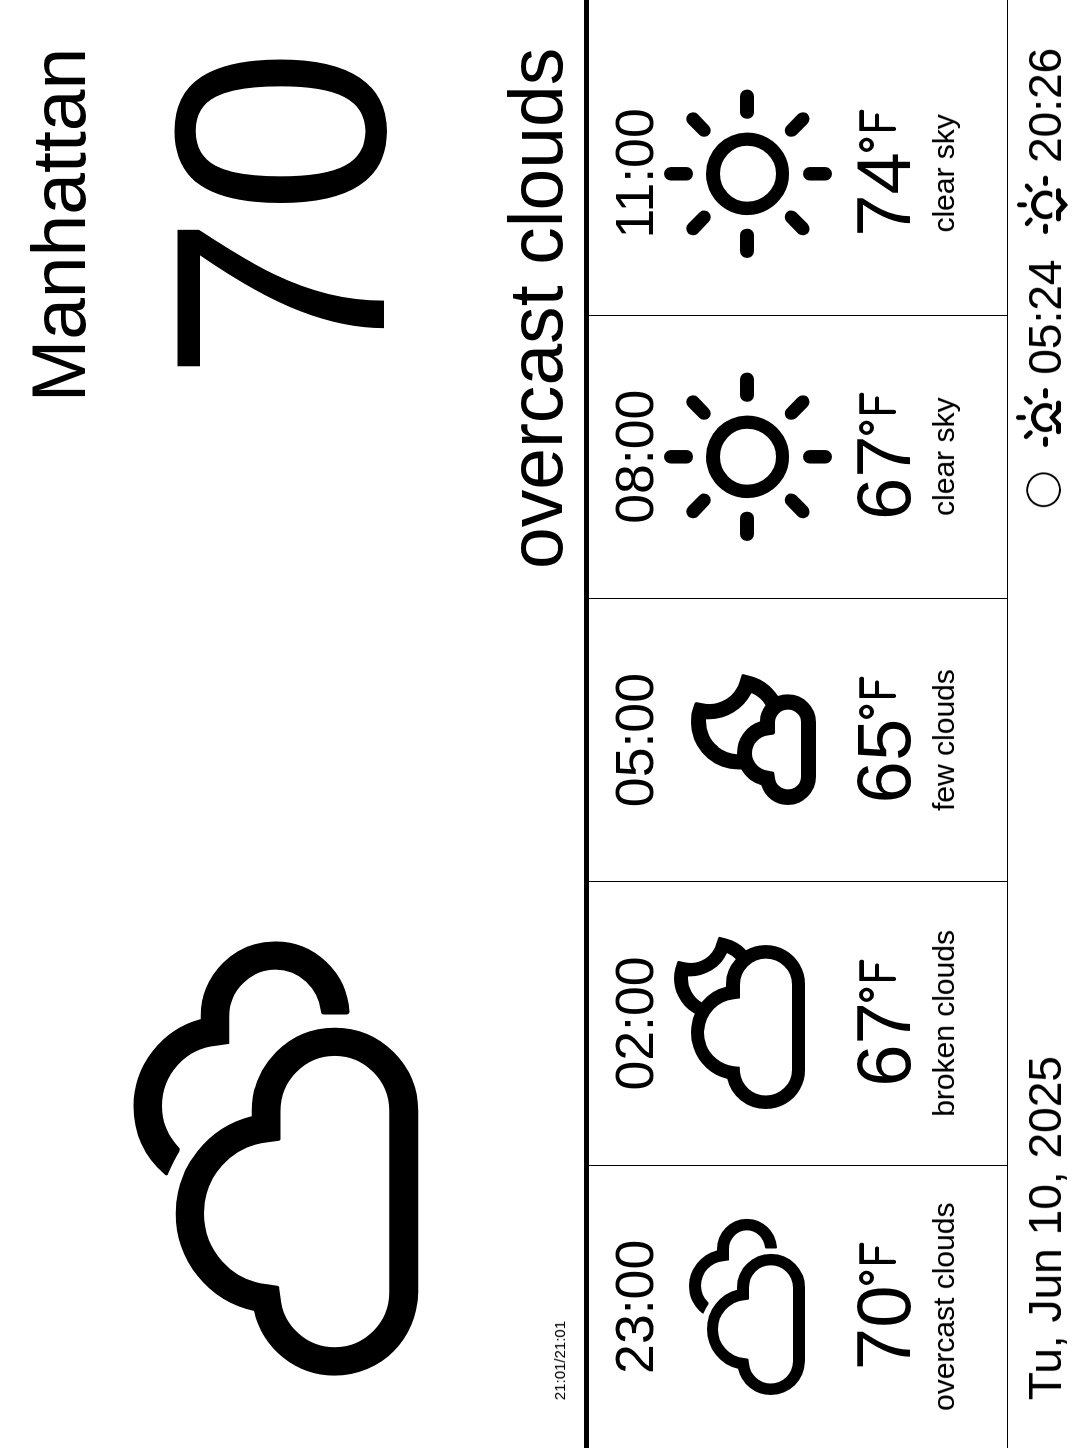 Manhattan
70
overcast clouds
21:01/21:01
23:00 02:00 05:00 08:00 11:00
70°F 67°F 65°F 67°F 74°F
overcast clouds broken clouds few clouds clear sky clear sky
Tu, Jun 10, 2025 05:24 20:26